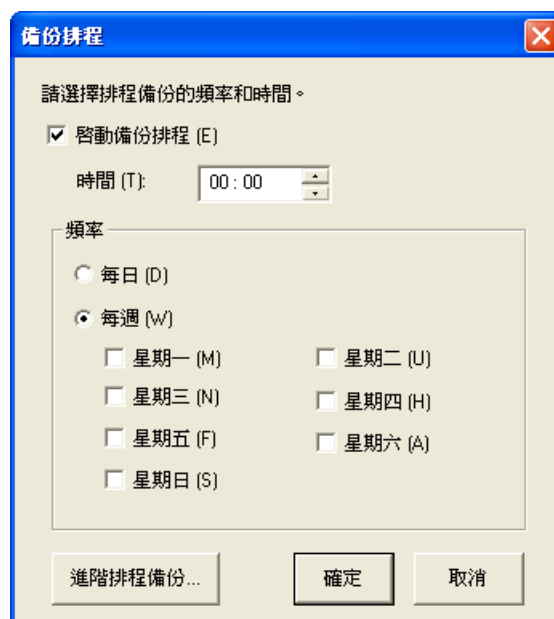 備份排程
請選擇排程備份的頻率和時間。
啓動備份排程 (E)
時間 (T): 00 : 00
頻率
每日 (D)
每週 (W)
星期一 (M) 星期二 (U)
星期三 (N) 星期四 (H)
星期五 (F) 星期六 (A)
星期日 (S)
進階排程備份... 確定 取消